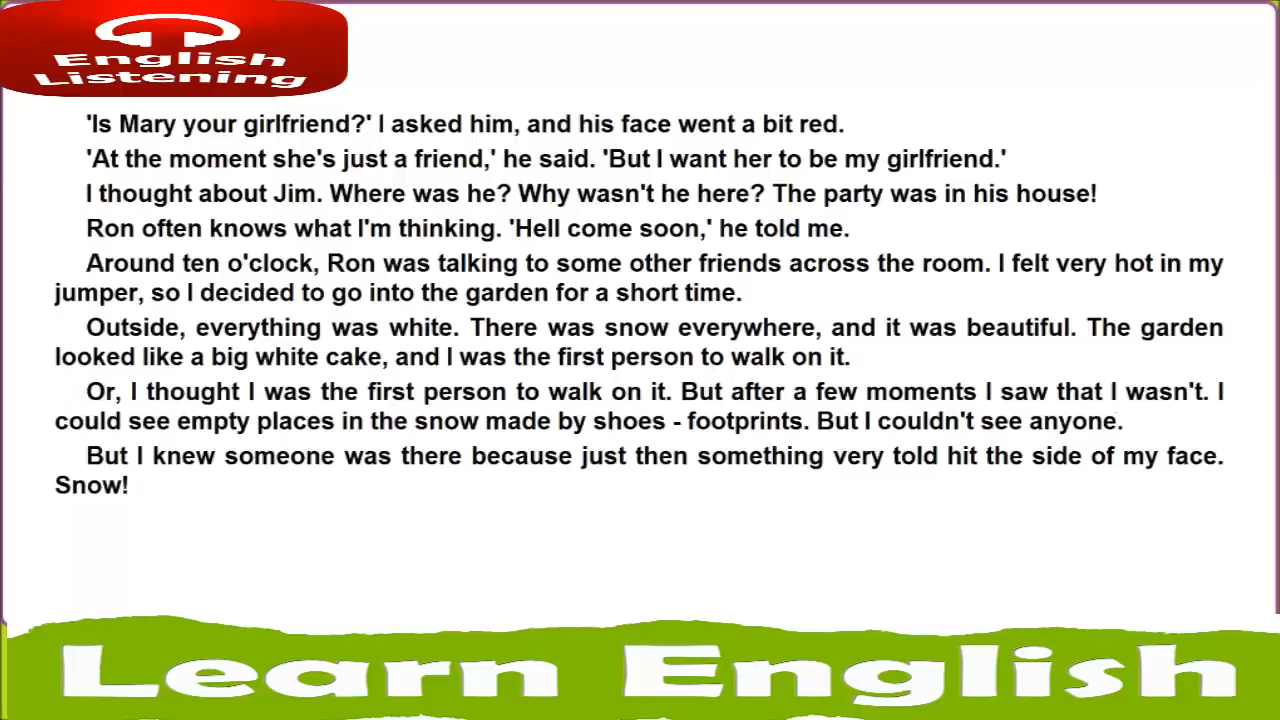 English
Listening
'Is Mary your girlfriend?' I asked him, and his face went a bit red.
'At the moment she's just a friend,' he said. 'But I want her to be my girlfriend.'
I thought about Jim. Where was he? Why wasn't he here? The party was in his house!
Ron often knows what I'm thinking. 'Hell come soon,' he told me.
Around ten o'clock, Ron was talking to some other friends across the room. I felt very hot in my
jumper, so I decided to go into the garden for a short time.
Outside, everything was white. There was snow everywhere, and it was beautiful. The garden
looked like a big white cake, and I was the first person to walk on it.
Or, I thought I was the first person to walk on it. But after a few moments I saw that I wasn't. I
could see empty places in the snow made by shoes - footprints. But I couldn't see anyone.
But I knew someone was there because just then something very told hit the side of my face.
Snow!
Learn English